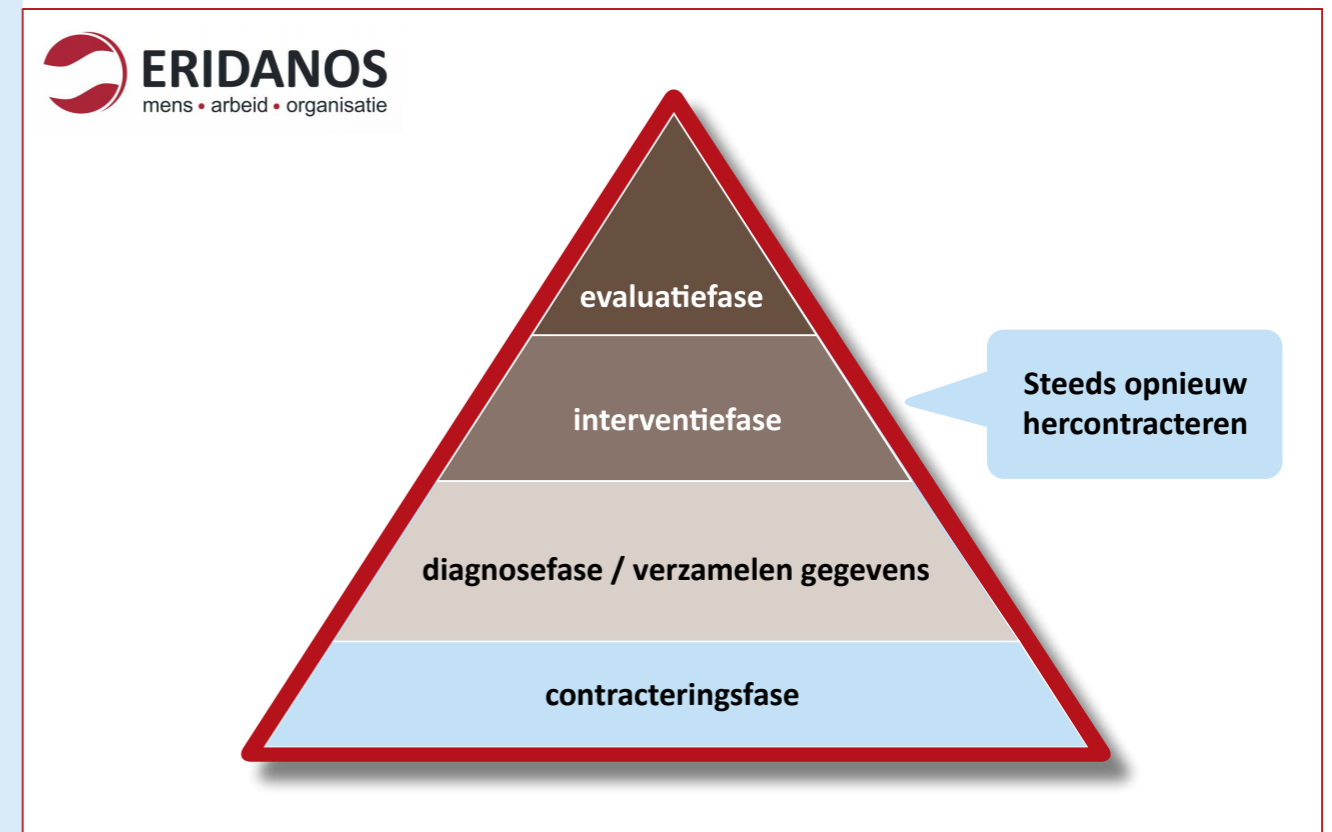 ERIDANOS
mens • arbeid • organisatie
evaluatiefase
interventiefase
Steeds opnieuw
hercontracteren
diagnosefase / verzamelen gegevens
contracteringsfase